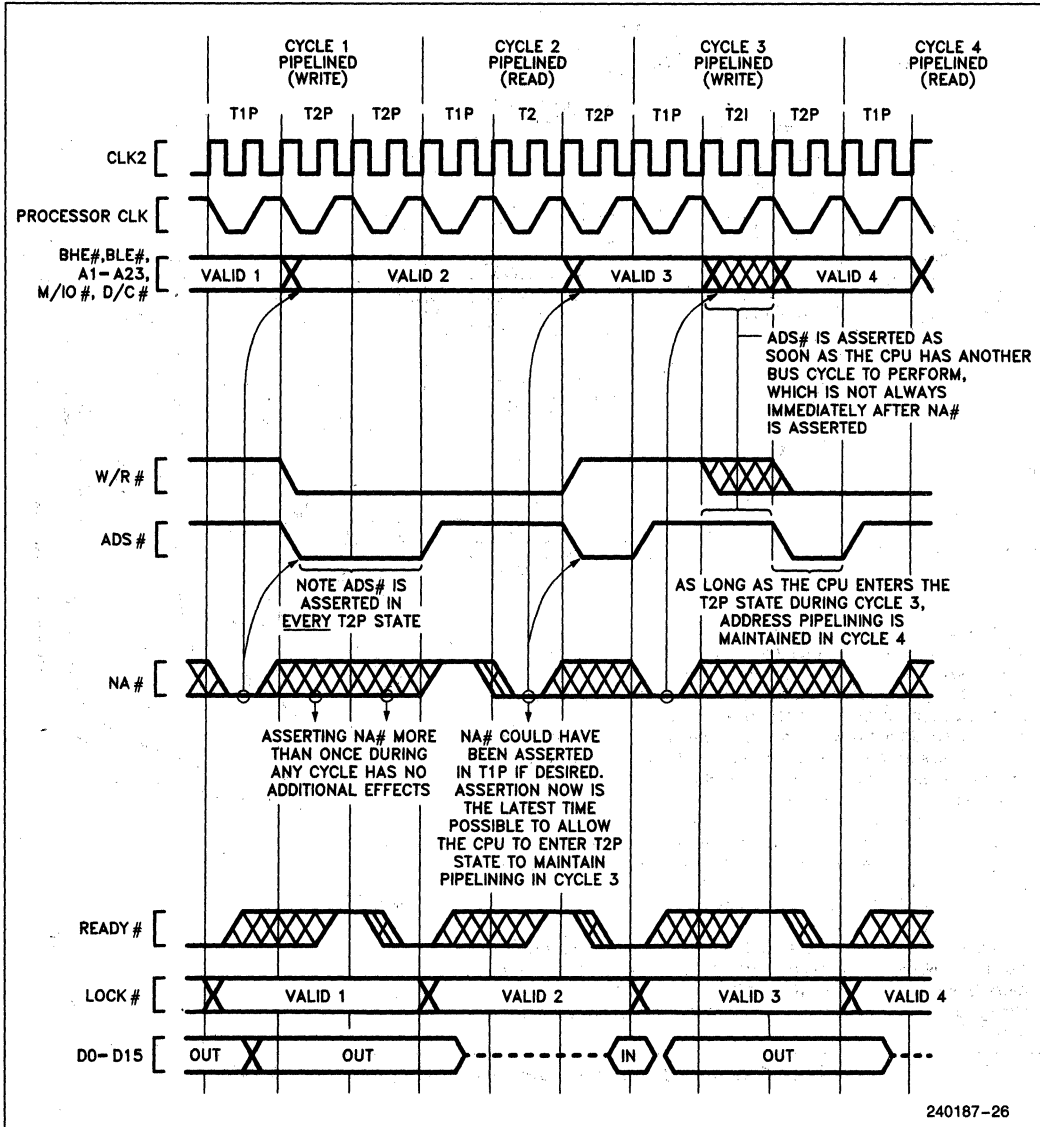 CYCLE 1
PIPELINED
(WRITE)
CYCLE 2
PIPELINED
(READ)
CYCLE 3
PIPELINED
(WRITE)
CYCLE 4
PIPELINED
(READ)
T1P T2P T2P T1P T2 T2P T1P T2I T2P T1P
CLK2
PROCESSOR CLK
BHE#,BLE#,
A1-A23,
M/IO#, D/C#
VALID 1 VALID 2 VALID 3 VALID 4
ADS# IS ASSERTED AS
SOON AS THE CPU HAS ANOTHER
BUS CYCLE TO PERFORM,
WHICH IS NOT ALWAYS
IMMEDIATELY AFTER NA#
IS ASSERTED
W/R#
ADS#
NOTE ADS# IS
ASSERTED IN
EVERY T2P STATE
AS LONG AS THE CPU ENTERS THE
T2P STATE DURING CYCLE 3,
ADDRESS PIPELINING IS
MAINTAINED IN CYCLE 4
NA#
ASSERTING NA# MORE
THAN ONCE DURING
ANY CYCLE HAS NO
ADDITIONAL EFFECTS
NA# COULD HAVE
BEEN ASSERTED
IN T1P IF DESIRED.
ASSERTION NOW IS
THE LATEST TIME
POSSIBLE TO ALLOW
THE CPU TO ENTER T2P
STATE TO MAINTAIN
PIPELINING IN CYCLE 3
READY#
LOCK#
VALID 1 VALID 2 VALID 3 VALID 4
D0-D15
OUT OUT IN OUT
240187-26